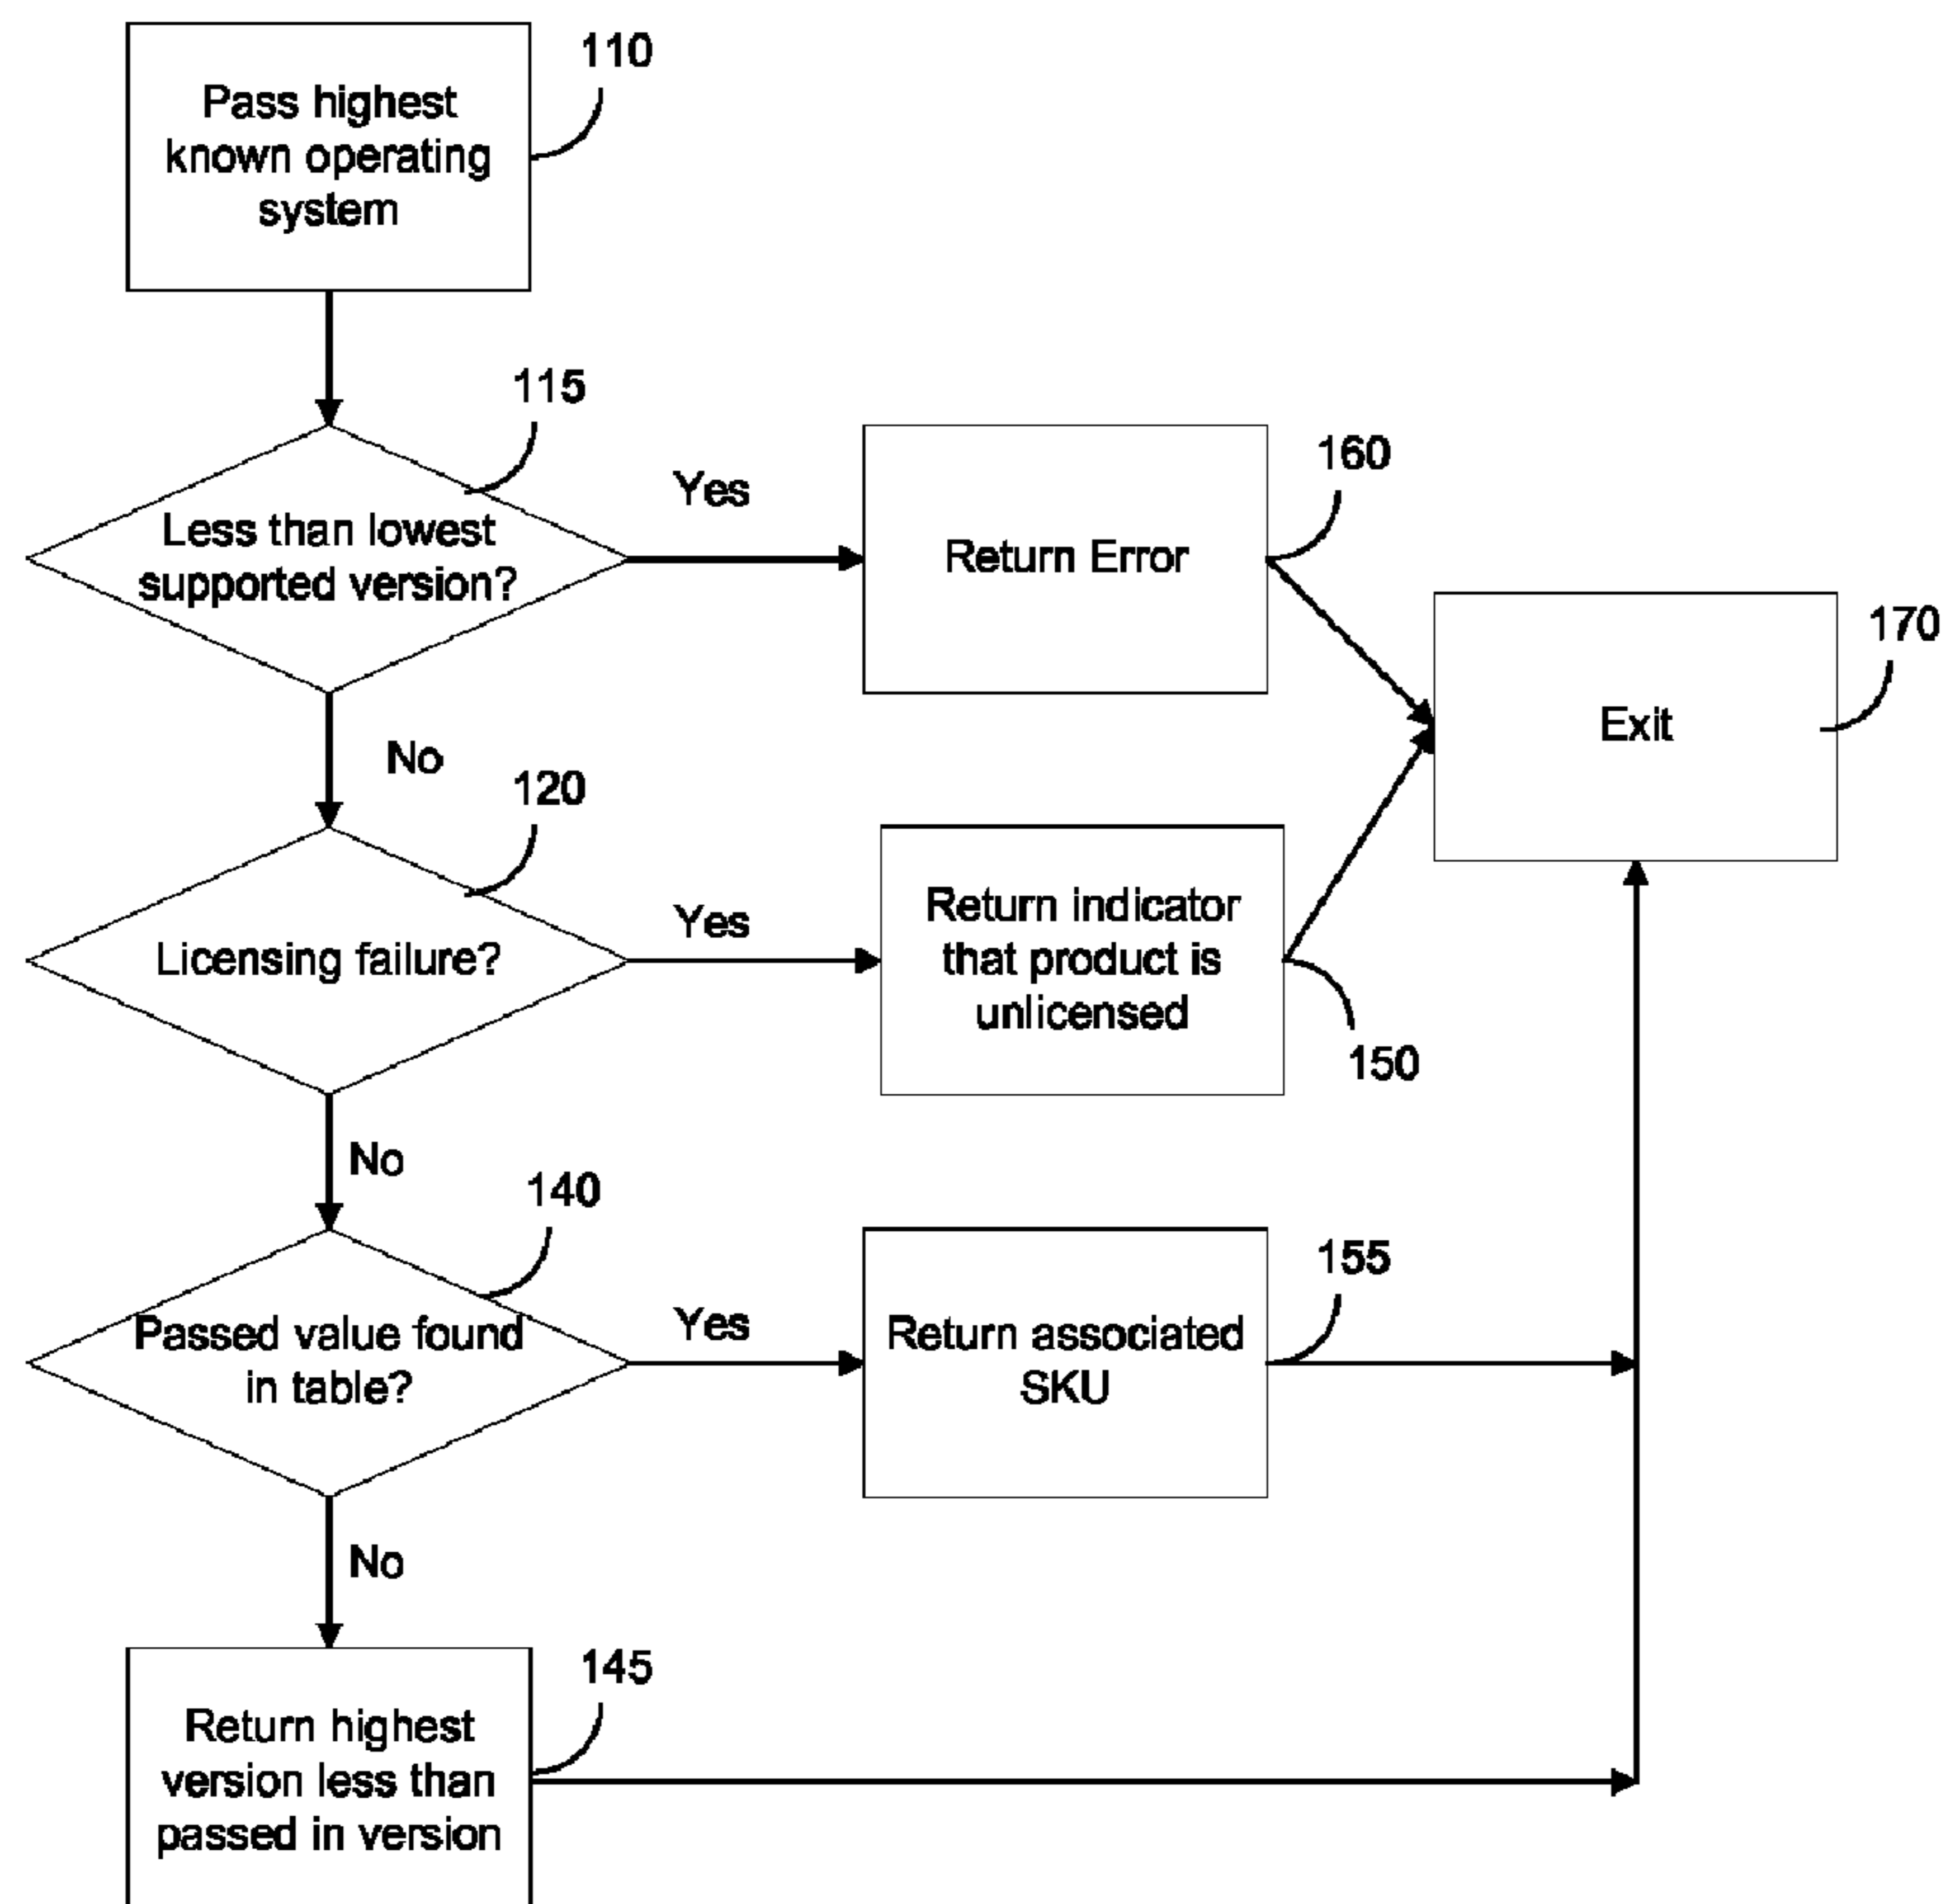 110
Pass highest
known operating
system
115
Yes
Less than lowest
supported version?
160
Return Error
170
Exit
No
120
Yes
Licensing failure?
Return indicator
that product is
unlicensed
150
No
140
Yes
Passed value found
in table?
155
Return associated
SKU
No
145
Return highest
version less than
passed in version